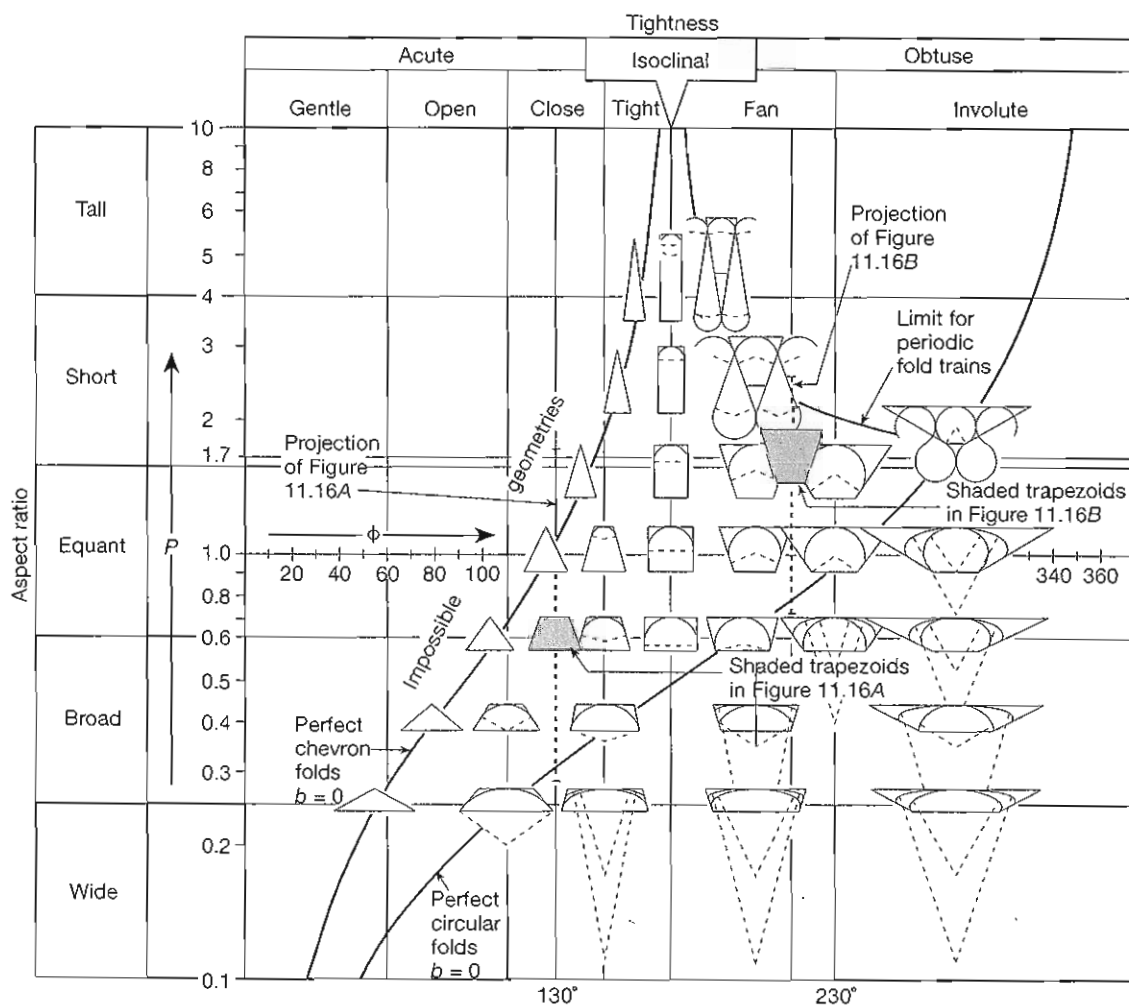 Tightness
Acute
Isoclinal
Obtuse
Gentle
Open
Close
Tight
Fan
Involute
Aspect ratio
Tall
Short
Equant
Broad
Wide
P
10
8
6
5
4
3
2
1.7
1.0
0.8
0.6
0.5
0.4
0.3
0.2
0.1
ϕ
20
40
60
80
100
340
360
Projection
of Figure
11.16B
Limit for
periodic
fold trains
Projection
of Figure
11.16A
Impossible
geometries
Shaded trapezoids
in Figure 11.16B
Shaded trapezoids
in Figure 11.16A
Perfect
chevron
folds
b = 0
Perfect
circular
folds
b = 0
130°
230°